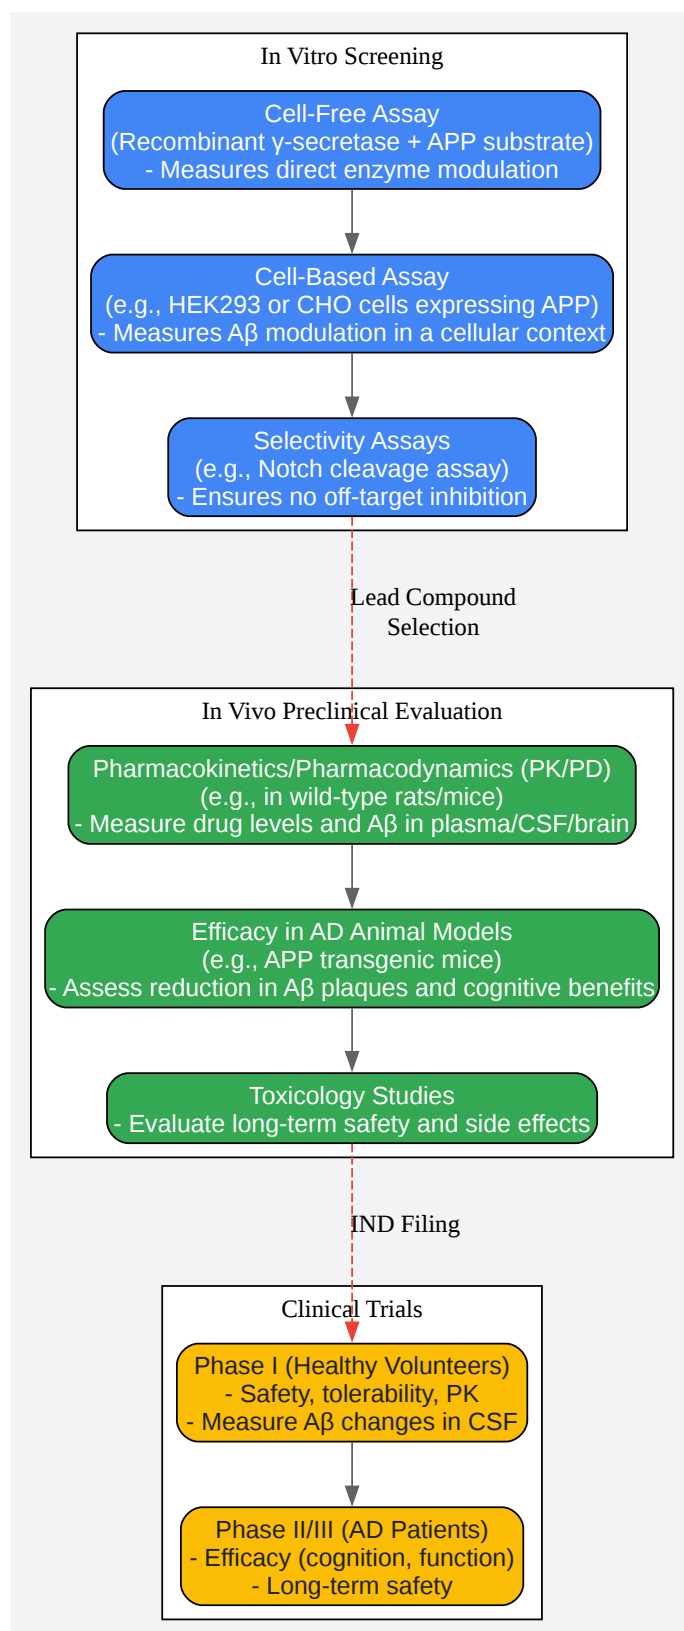 In Vitro Screening
Cell-Free Assay
(Recombinant γ-secretase + APP substrate)
- Measures direct enzyme modulation
Cell-Based Assay
(e.g., HEK293 or CHO cells expressing APP)
- Measures Aβ modulation in a cellular context
Selectivity Assays
(e.g., Notch cleavage assay)
- Ensures no off-target inhibition
Lead Compound
Selection
In Vivo Preclinical Evaluation
Pharmacokinetics/Pharmacodynamics (PK/PD)
(e.g., in wild-type rats/mice)
- Measure drug levels and Aβ in plasma/CSF/brain
Efficacy in AD Animal Models
(e.g., APP transgenic mice)
- Assess reduction in Aβ plaques and cognitive benefits
Toxicology Studies
- Evaluate long-term safety and side effects
IND Filing
Clinical Trials
Phase I (Healthy Volunteers)
- Safety, tolerability, PK
- Measure Aβ changes in CSF
Phase II/III (AD Patients)
- Efficacy (cognition, function)
- Long-term safety